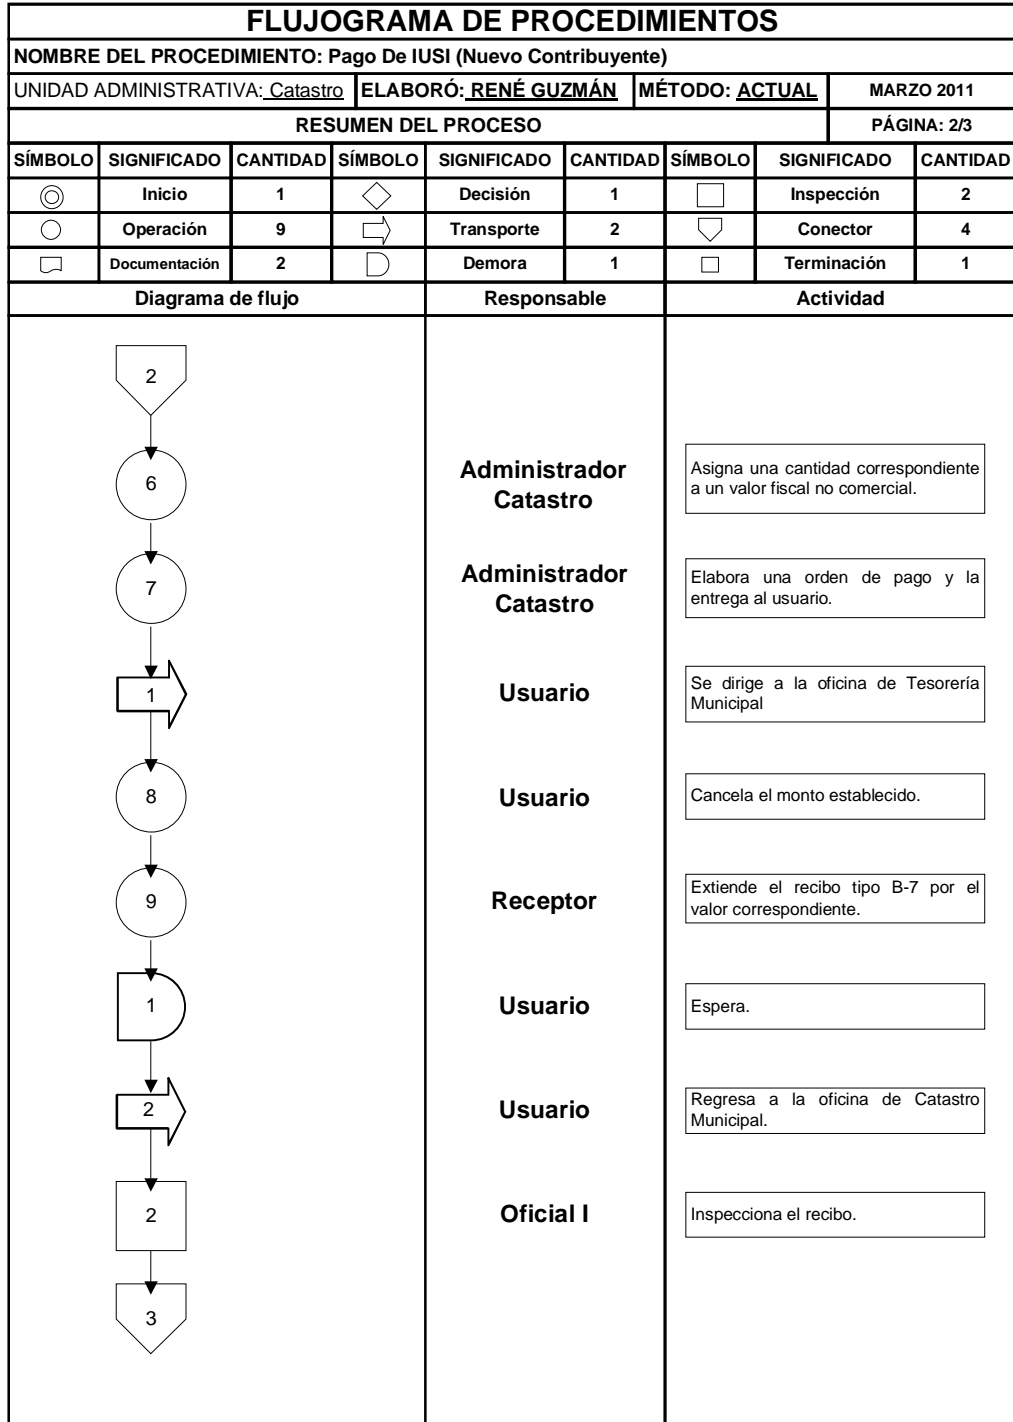 FLUJOGRAMA DE PROCEDIMIENTOS
NOMBRE DEL PROCEDIMIENTO: Pago De IUSI (Nuevo Contribuyente)
UNIDAD ADMINISTRATIVA: Catastro ELABORÓ: RENÉ GUZMÁN MÉTODO: ACTUAL MARZO 2011
RESUMEN DEL PROCESO PÁGINA: 2/3
SÍMBOLO SIGNIFICADO CANTIDAD SÍMBOLO SIGNIFICADO CANTIDAD SÍMBOLO SIGNIFICADO CANTIDAD
Inicio 1 Decisión 1 Inspección 2
Operación 9 Transporte 2 Conector 4
Documentación 2 Demora 1 Terminación 1
Diagrama de flujo Responsable Actividad
2
6
Administrador
Catastro
Asigna una cantidad correspondiente
a un valor fiscal no comercial.
7
Administrador
Catastro
Elabora una orden de pago y la
entrega al usuario.
1
Usuario
Se dirige a la oficina de Tesorería
Municipal
8
Usuario
Cancela el monto establecido.
9
Receptor
Extiende el recibo tipo B-7 por el
valor correspondiente.
1
Usuario
Espera.
2
Usuario
Regresa a la oficina de Catastro
Municipal.
2
Oficial I
Inspecciona el recibo.
3